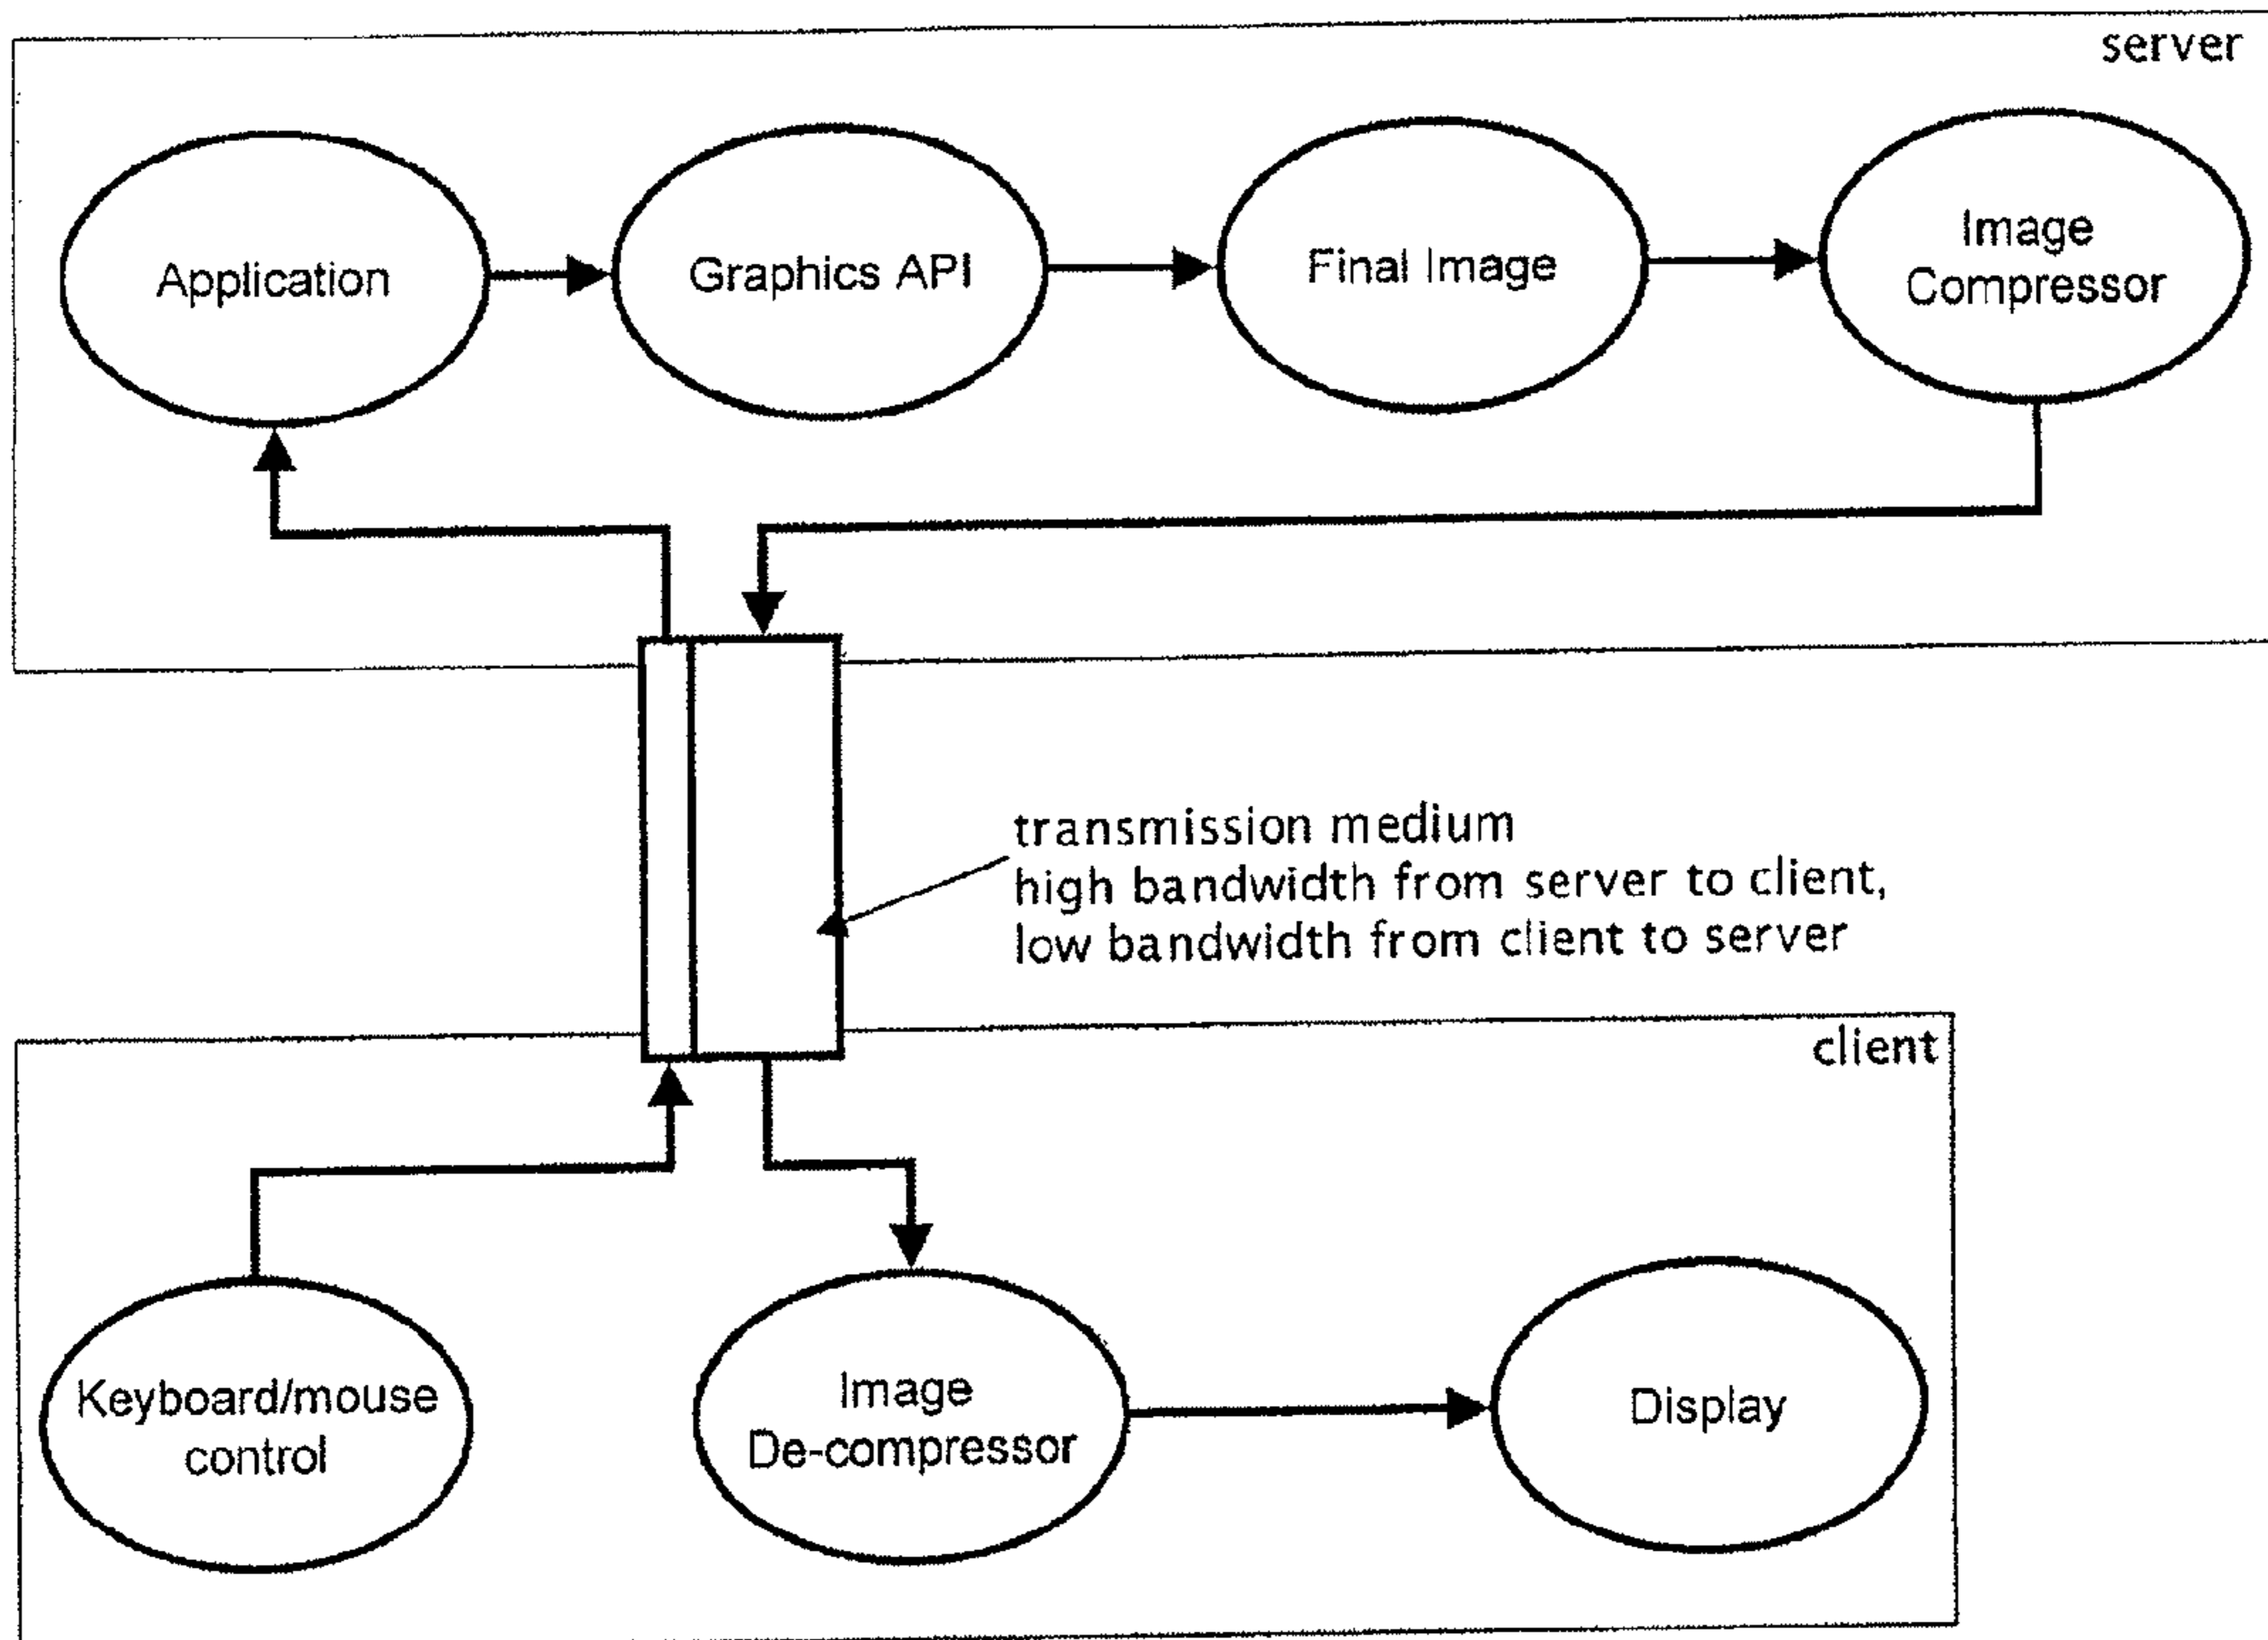 server
Application
Graphics API
Final Image
Image
Compressor
transmission medium
high bandwidth from server to client,
low bandwidth from client to server
client
Keyboard/mouse
control
Image
De-compressor
Display